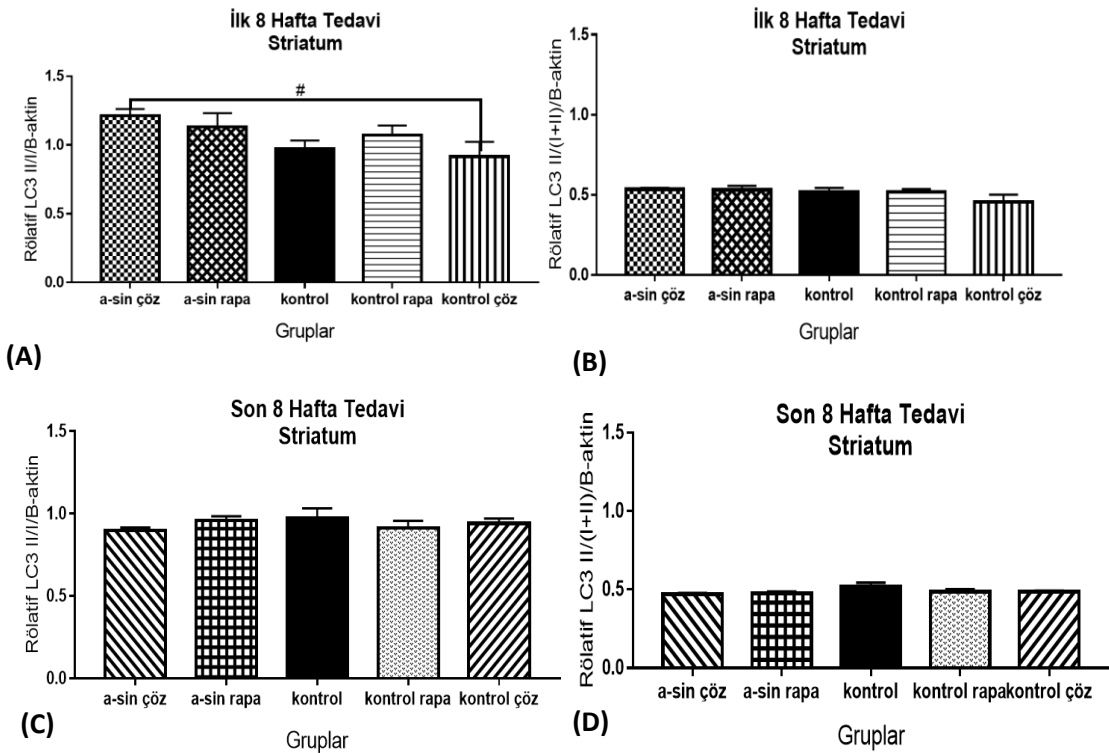 İlk 8 Hafta Tedavi
Striatum
Rölatif LC3 II/I/B-aktin
1.5
1.0
0.5
0.0
#
a-sin çöz
a-sin rapa
kontrol
kontrol rapa
kontrol çöz
Gruplar
(A)
İlk 8 Hafta Tedavi
Striatum
Rölatif LC3 II/(I+II)/B-aktin
1.5
1.0
0.5
0.0
a-sin çöz
a-sin rapa
kontrol
kontrol rapa
kontrol çöz
Gruplar
(B)
Son 8 Hafta Tedavi
Striatum
Rölatif LC3 II/I/B-aktin
1.5
1.0
0.5
0.0
a-sin çöz
a-sin rapa
kontrol
kontrol rapa
kontrol çöz
Gruplar
(C)
Son 8 Hafta Tedavi
Striatum
Rölatif LC3 II/(I+II)/B-aktin
1.5
1.0
0.5
0.0
a-sin çöz
a-sin rapa
kontrol
kontrol rapa
kontrol çöz
Gruplar
(D)